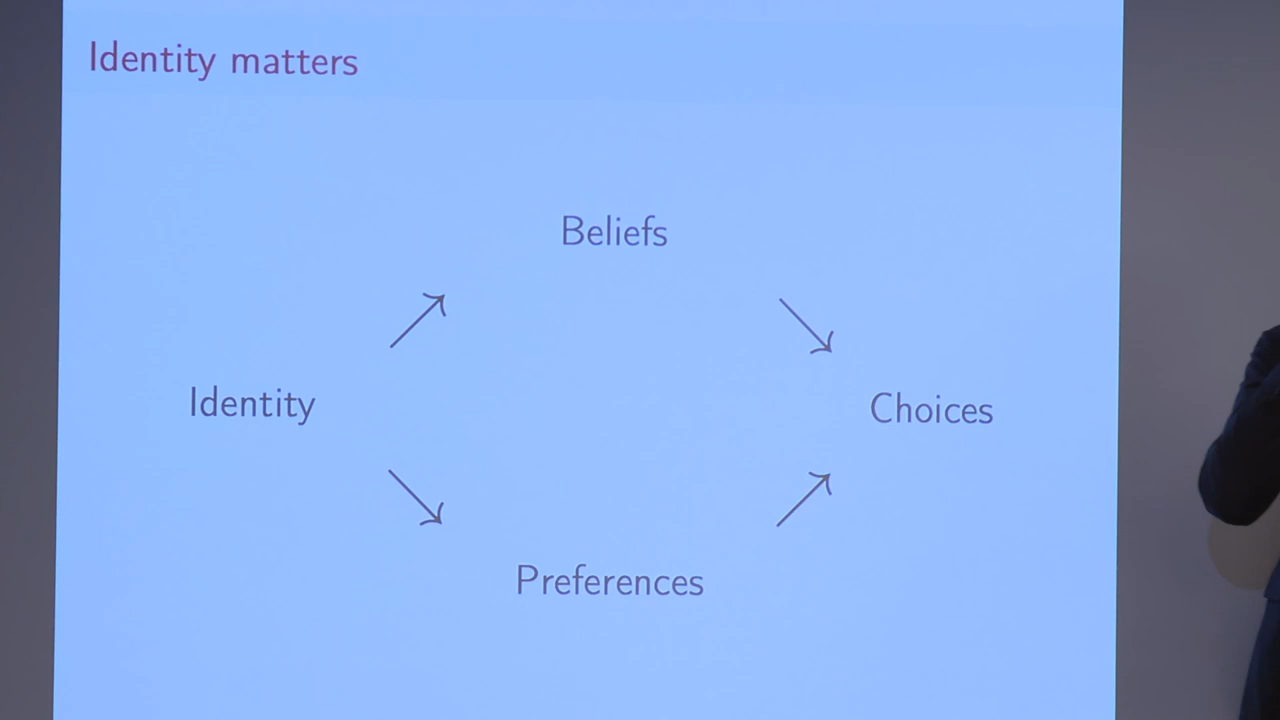 Identity matters
Beliefs
Identity
Choices
Preferences